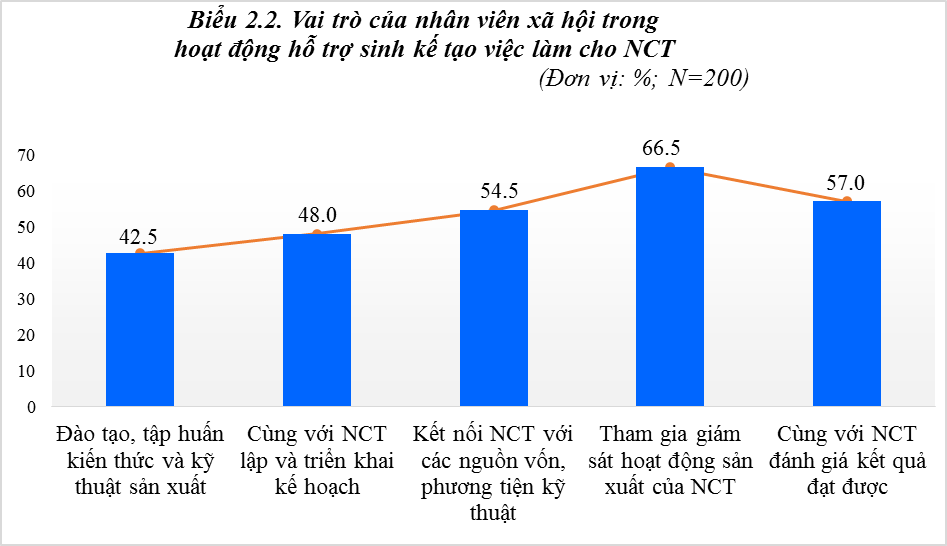 Biểu 2.2. Vai trò của nhân viên xã hội trong
hoạt động hỗ trợ sinh kế tạo việc làm cho NCT
(Đơn vị: %; N=200)
70
60
50
40
30
20
10
0
42.5
48.0
54.5
66.5
57.0
Đào tạo, tập huấn
kiến thức và kỹ
thuật sản xuất
Cùng với NCT
lập và triển khai
kế hoạch
Kết nối NCT với
các nguồn vốn,
phương tiện kỹ
thuật
Tham gia giám
sát hoạt động sản
xuất của NCT
Cùng với NCT
đánh giá kết quả
đạt được